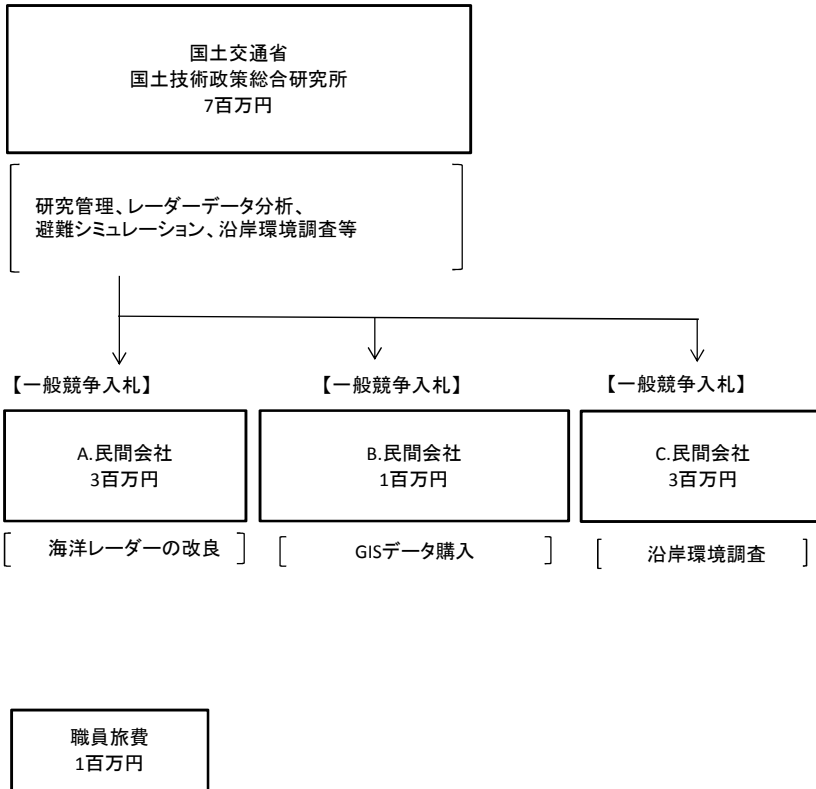 国土交通省
国土技術政策総合研究所
7百万円
研究管理、レーダーデータ分析、
避難シミュレーション、沿岸環境調査等
【一般競争入札】
【一般競争入札】
【一般競争入札】
A.民間会社
3百万円
B.民間会社
1百万円
C.民間会社
3百万円
海洋レーダーの改良
GISデータ購入
沿岸環境調査
職員旅費
1百万円